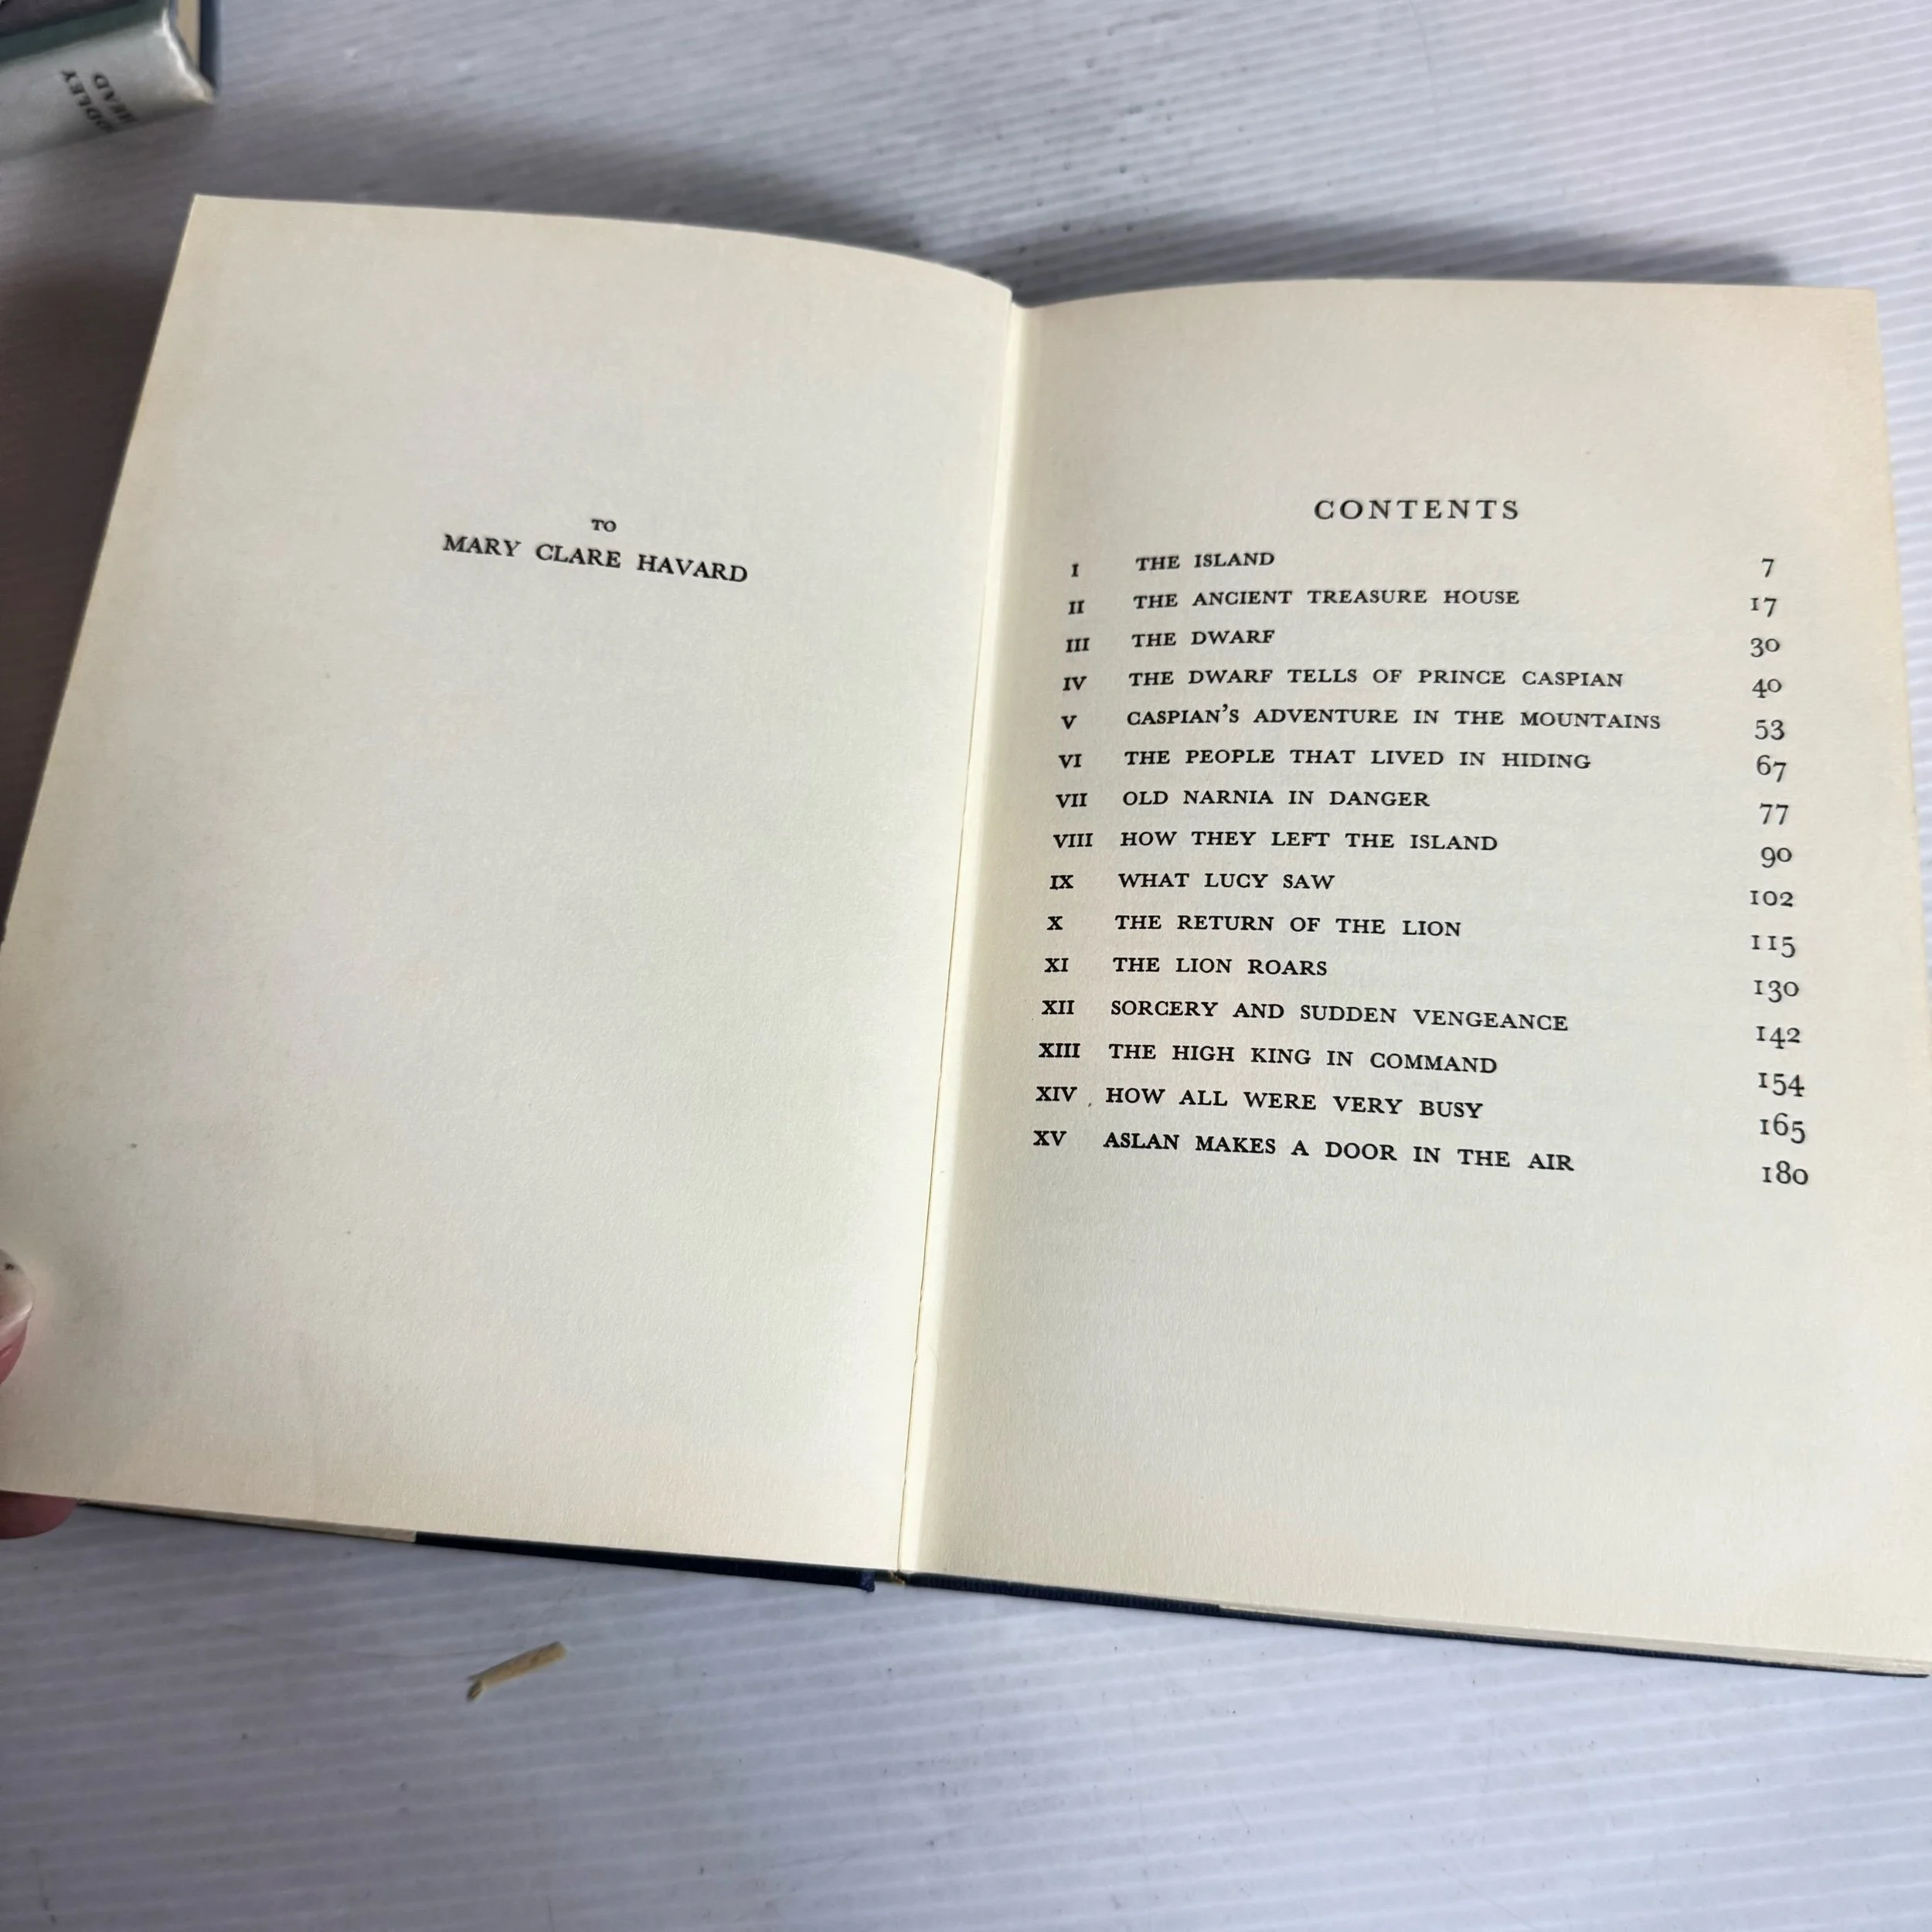 TO
MARY CLARE HAVARD
CONTENTS
I THE ISLAND 7
II THE ANCIENT TREASURE HOUSE 17
III THE DWARF 30
IV THE DWARF TELLS OF PRINCE CASPIAN 40
V CASPIAN'S ADVENTURE IN THE MOUNTAINS 53
VI THE PEOPLE THAT LIVED IN HIDING 67
VII OLD NARNIA IN DANGER 77
VIII HOW THEY LEFT THE ISLAND 90
IX WHAT LUCY SAW 102
X THE RETURN OF THE LION 115
XI THE LION ROARS 130
XII SORCERY AND SUDDEN VENGEANCE 142
XIII THE HIGH KING IN COMMAND 154
XIV HOW ALL WERE VERY BUSY 165
XV ASLAN MAKES A DOOR IN THE AIR 180